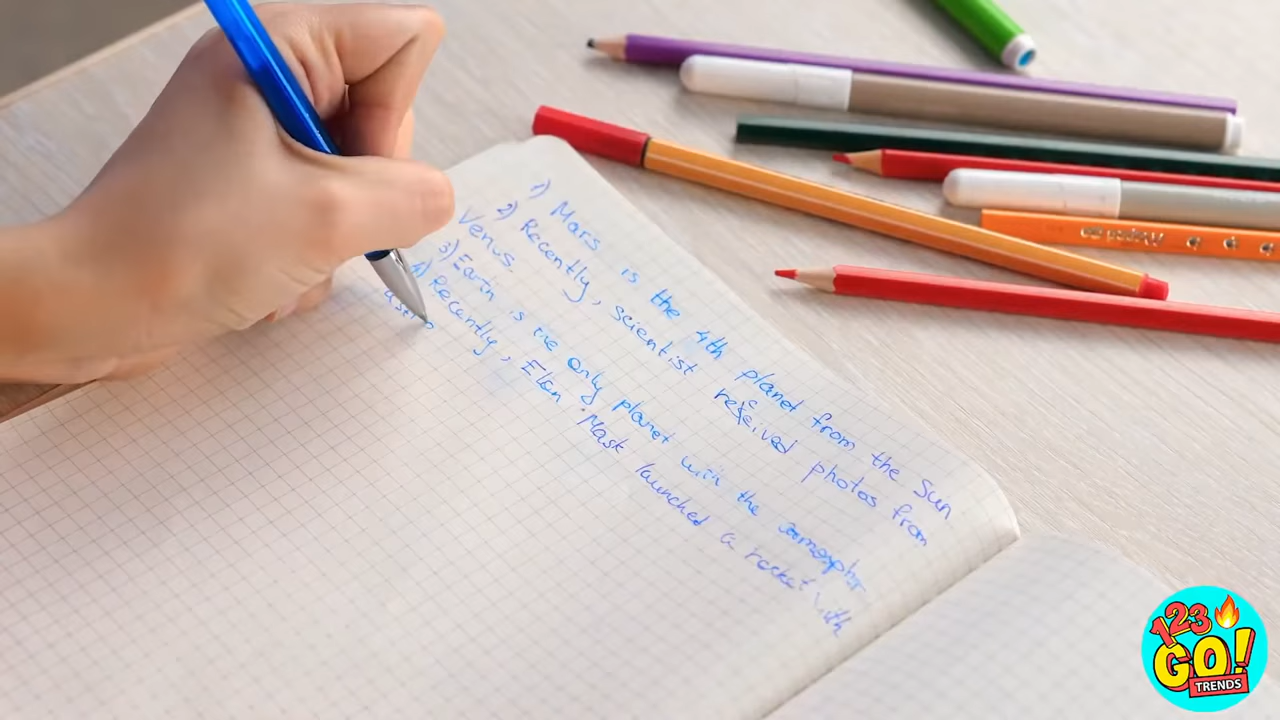 1) Mars is the 4th planet from the Sun
2) Recently, scientist received photos from
Venus.
3) Earth is the only planet with the
4) Recently, Elon Mask launched a rocket with
123
GO!
TRENDS